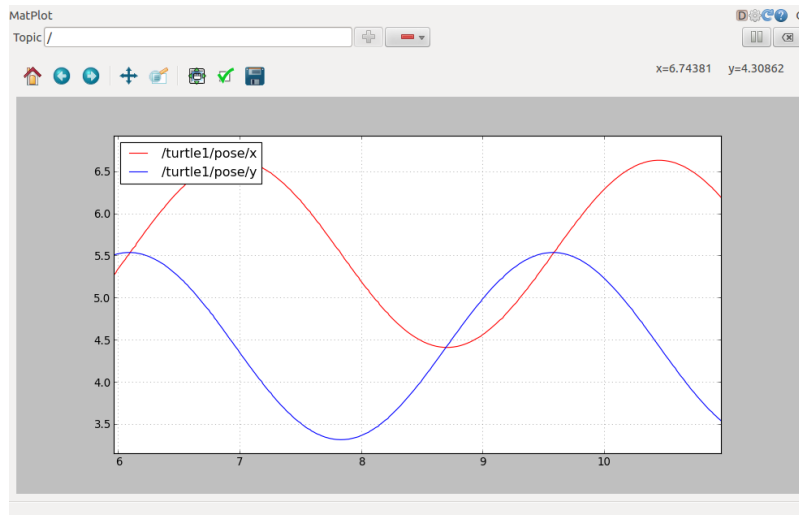 MatPlot
D
Topic /
x=6.74381 y=4.30862
/turtle1/pose/x
/turtle1/pose/y
6.5
6.0
5.5
5.0
4.5
4.0
3.5
6 7 8 9 10